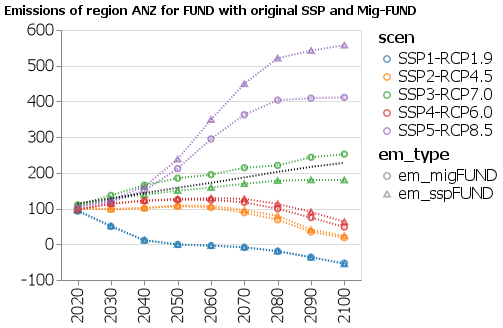 Emissions of region ANZ for FUND with original SSP and Mig-FUND
600
500
400
300
200
100
0
-100
2020
2030
2040
2050
2060
2070
2080
2090
2100
scen
SSP1-RCP1.9
SSP2-RCP4.5
SSP3-RCP7.0
SSP4-RCP6.0
SSP5-RCP8.5
em_type
em_migFUND
em_sspFUND